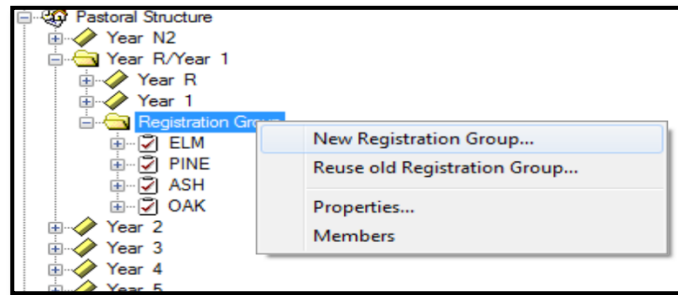 Pastoral Structure
Year N2
Year R/Year 1
Year R
Year 1
Registration Group
New Registration Group...
ELM
PINE
Reuse old Registration Group...
ASH
OAK
Properties...
Year 2
Members
Year 3
Year 4
Year 5